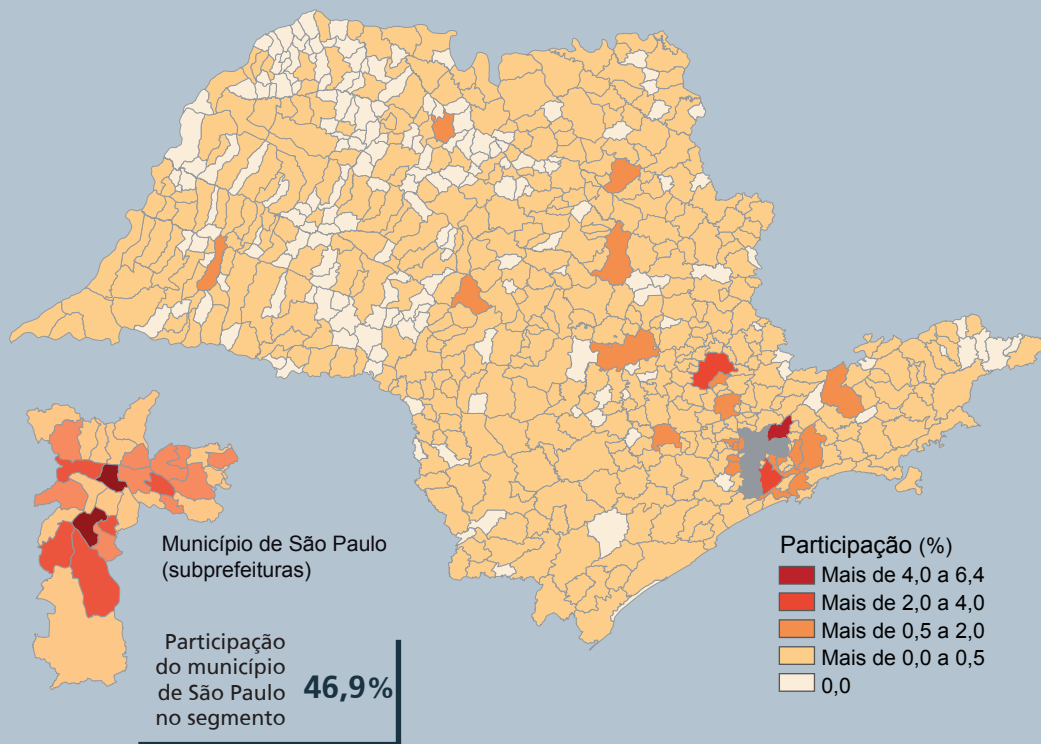 Município de São Paulo
(subprefeituras)
Participação
do município
de São Paulo
no segmento
46,9%
Participação (%)
Mais de 4,0 a 6,4
Mais de 2,0 a 4,0
Mais de 0,5 a 2,0
Mais de 0,0 a 0,5
0,0